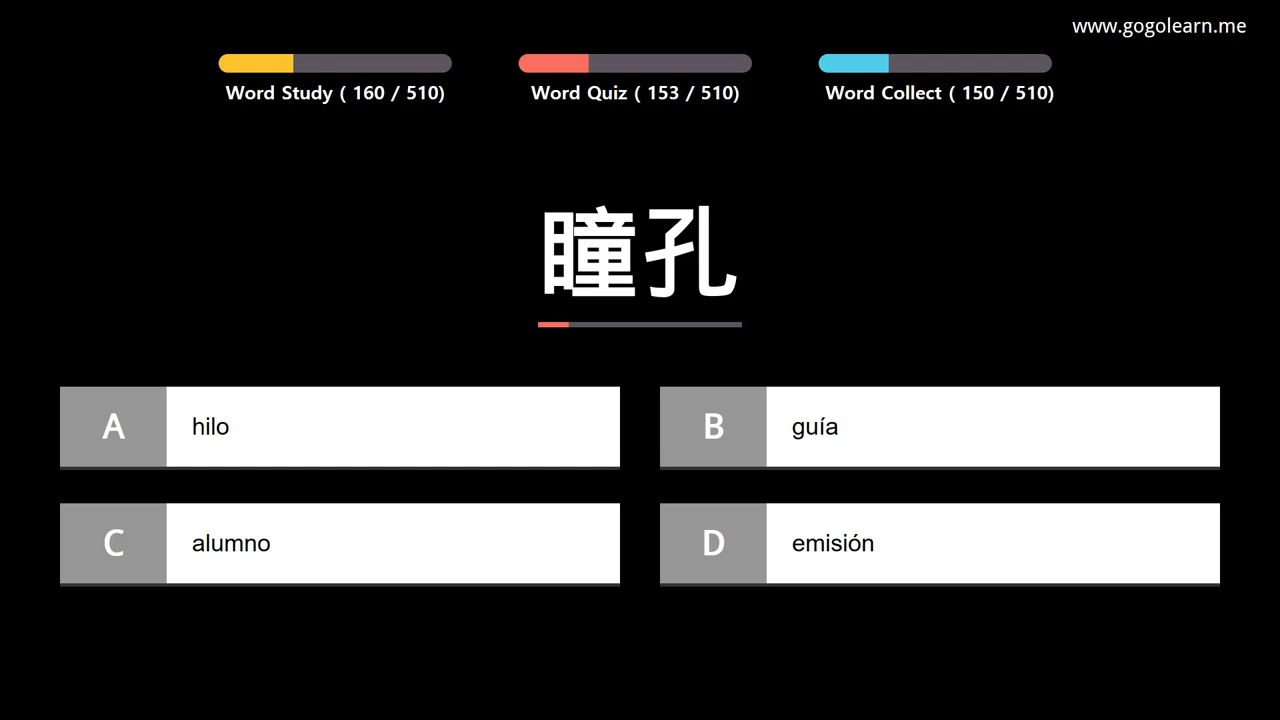 www.gogolearn.me
Word Study ( 160 / 510)
Word Quiz ( 153 / 510)
Word Collect ( 150 / 510)
瞳孔
A hilo
B guía
C alumno
D emisión